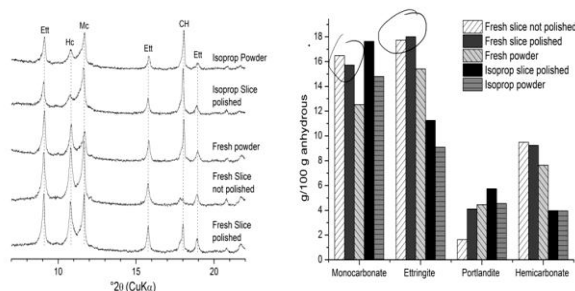 Ett
Hc
Mc
Ett
CH
Ett
Isoprop Powder
Isoprop Slice
polished
Fresh powder
Fresh Slice
not polished
Fresh Slice
polished
10
15
20
°2θ (CuKα)
g/100 g anhydrous
18
16
14
12
10
8
6
4
2
0
Fresh slice not polished
Fresh slice polished
Fresh powder
Isoprop slice polished
Isoprop powder
Monocarbonate
Ettringite
Portlandite
Hemicarbonate